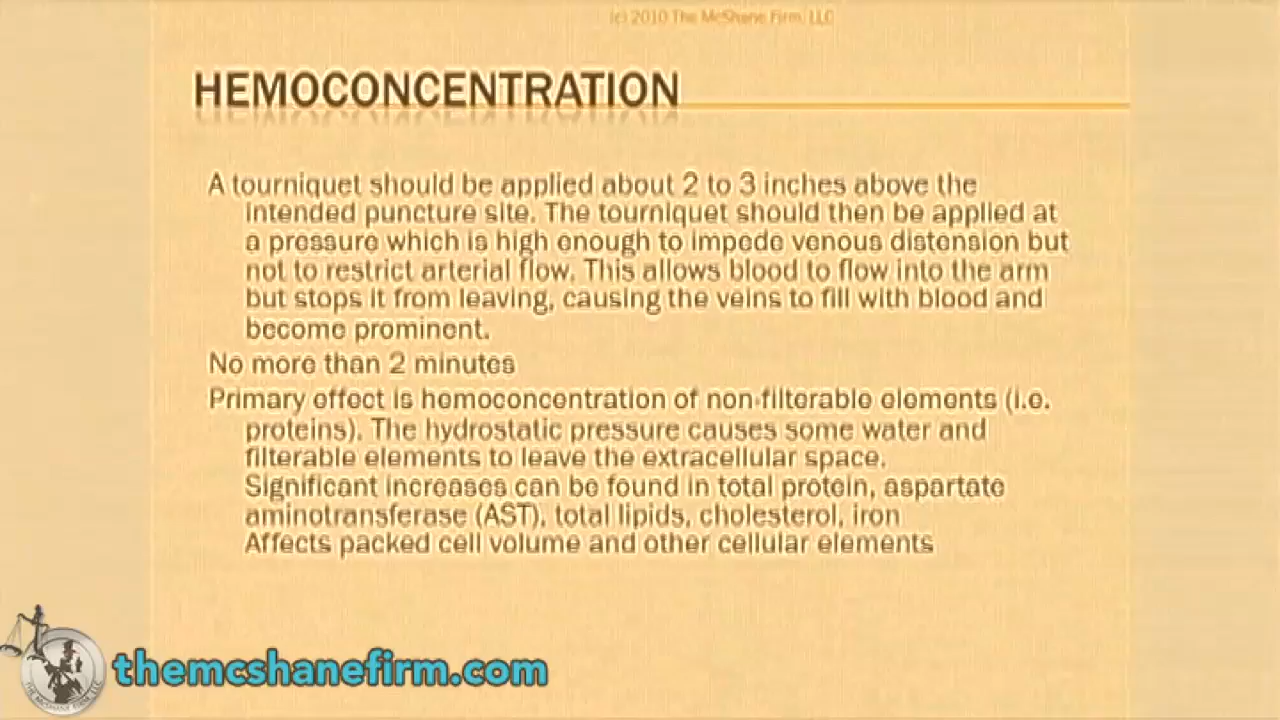 (c) 2010 The McShane Firm, LLC
HEMOCONCENTRATION
A tourniquet should be applied about 2 to 3 inches above the
intended puncture site. The tourniquet should then be applied at
a pressure which is high enough to impede venous distension but
not to restrict arterial flow. This allows blood to flow into the arm
but stops it from leaving, causing the veins to fill with blood and
become prominent.
No more than 2 minutes
Primary effect is hemoconcentration of non-filterable elements (i.e.
proteins). The hydrostatic pressure causes some water and
filterable elements to leave the extracellular space.
Significant increases can be found in total protein, aspartate
aminotransferase (AST), total lipids, cholesterol, iron
Affects packed cell volume and other cellular elements
themcshanefirm.com
THE MCSHANE FIRM, LLC